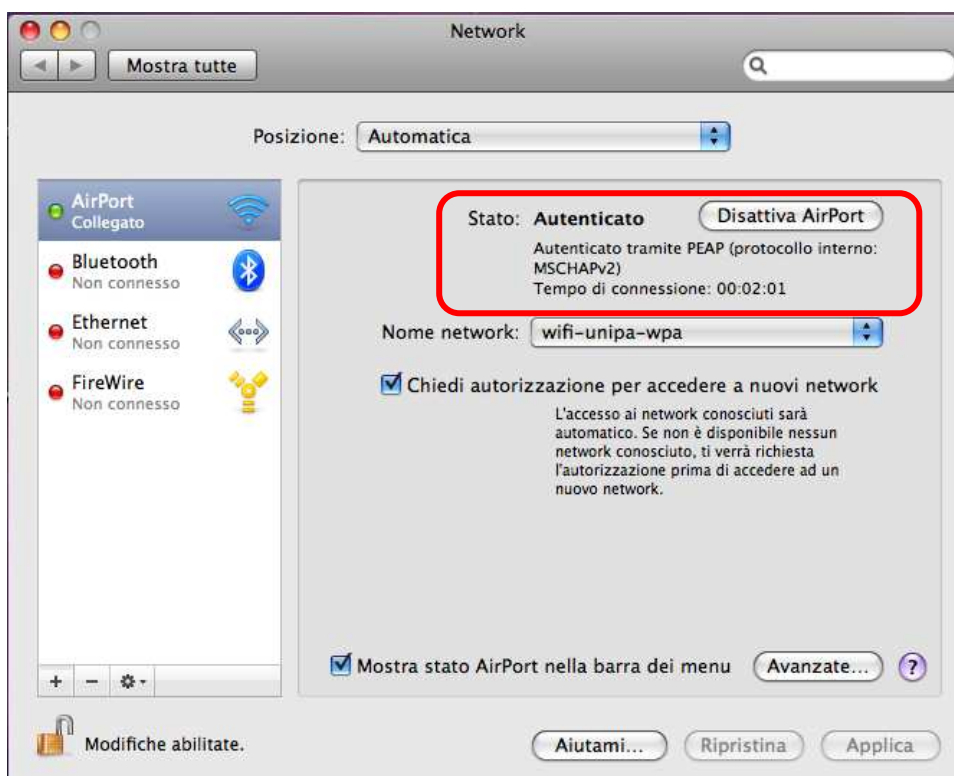 Network
Mostra tutte
Posizione: Automatica
AirPort
Collegato
Bluetooth
Non connesso
Ethernet
Non connesso
FireWire
Non connesso
Stato: Autenticato Disattiva AirPort
Autenticato tramite PEAP (protocollo interno:
MSCHAPv2)
Tempo di connessione: 00:02:01
Nome network: wifi-unipa-wpa
Chiedi autorizzazione per accedere a nuovi network
L'accesso ai network conosciuti sarà
automatico. Se non è disponibile nessun
network conosciuto, ti verrà richiesta
l'autorizzazione prima di accedere ad un
nuovo network.
Mostra stato AirPort nella barra dei menu Avanzate... ?
Modifiche abilitate.
Aiutami... Ripristina Applica